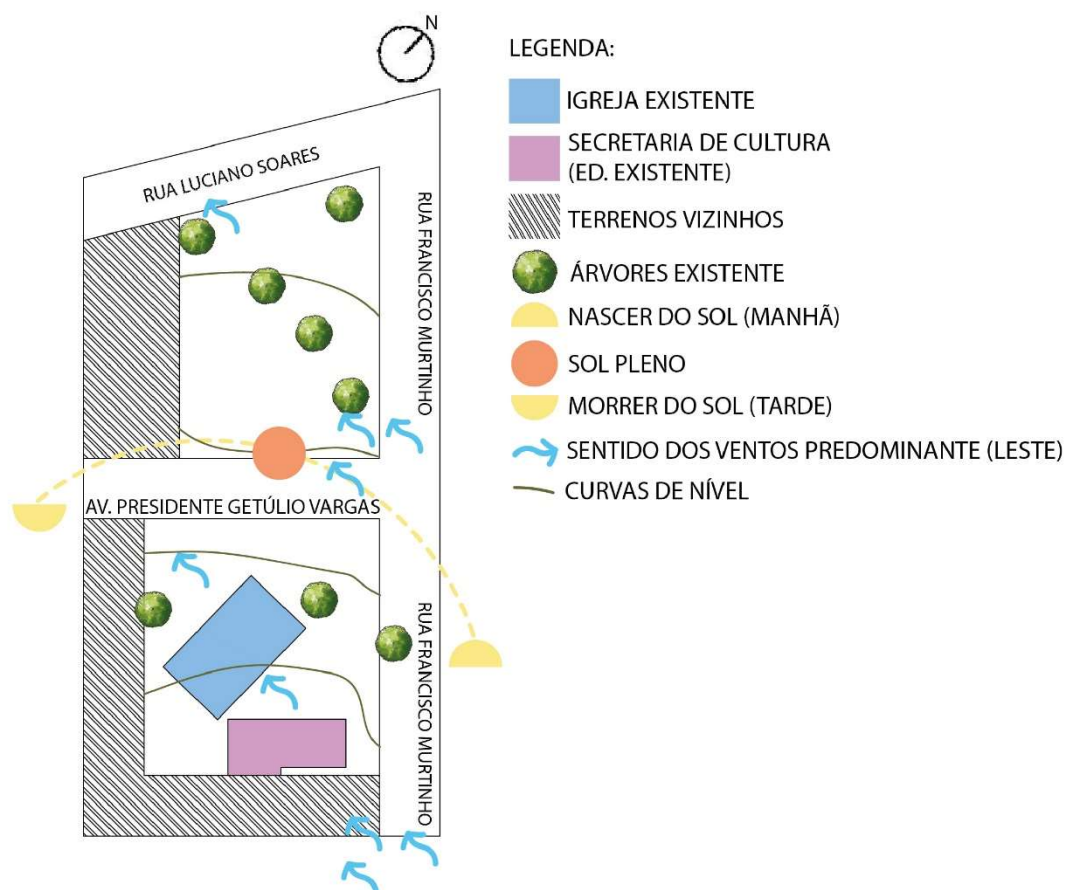 N
LEGENDA:
IGREJA EXISTENTE
SECRETARIA DE CULTURA
(ED. EXISTENTE)
TERRENOS VIZINHOS
ÁRVORES EXISTENTE
NASCER DO SOL (MANHÃ)
SOL PLENO
MORRER DO SOL (TARDE)
SENTIDO DOS VENTOS PREDOMINANTE (LESTE)
CURVAS DE NÍVEL
RUA LUCIANO SOARES
RUA FRANCISCO MURTINHO
AV. PRESIDENTE GETÚLIO VARGAS
RUA FRANCISCO MURTINHO